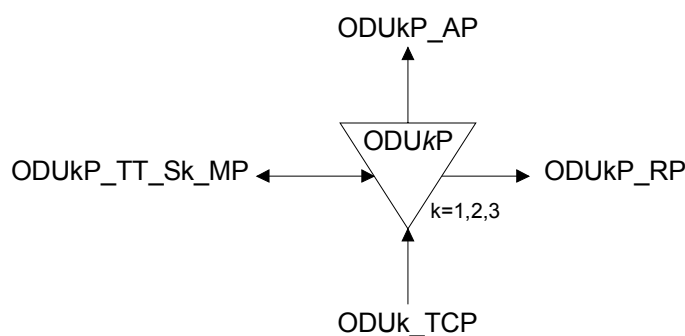 ODUkP_AP
ODUkP
ODUkP_TT_Sk_MP
ODUkP_RP
k=1,2,3
ODUk_TCP